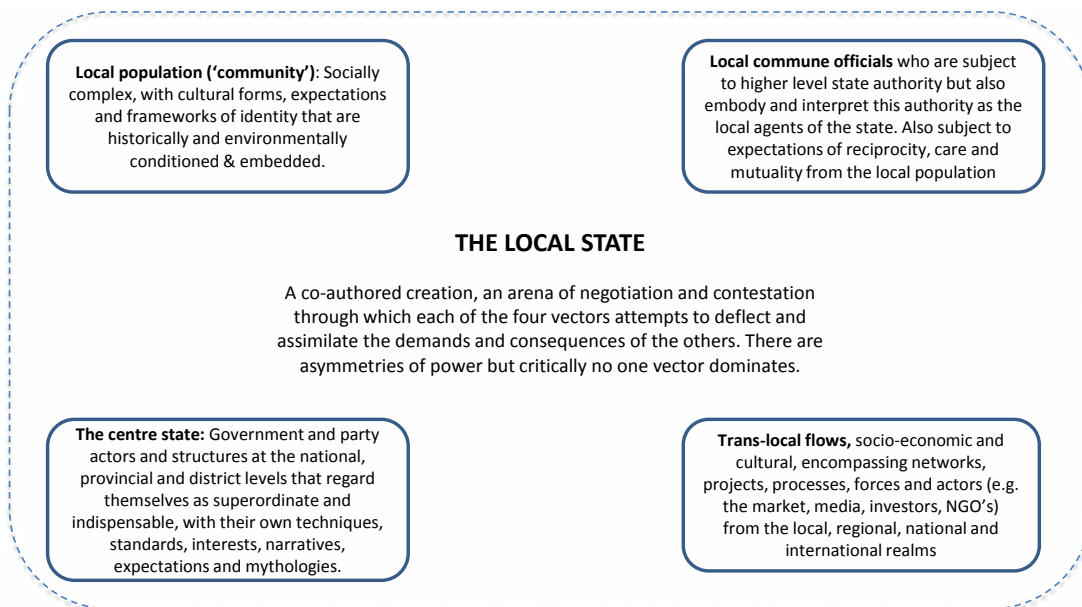 Local population (‘community’): Socially
complex, with cultural forms, expectations
and frameworks of identity that are
historically and environmentally
conditioned & embedded.
Local commune officials who are subject
to higher level state authority but also
embody and interpret this authority as the
local agents of the state. Also subject to
expectations of reciprocity, care and
mutuality from the local population
THE LOCAL STATE
A co-authored creation, an arena of negotiation and contestation
through which each of the four vectors attempts to deflect and
assimilate the demands and consequences of the others. There are
asymmetries of power but critically no one vector dominates.
The centre state: Government and party
actors and structures at the national,
provincial and district levels that regard
themselves as superordinate and
indispensable, with their own techniques,
standards, interests, narratives,
expectations and mythologies.
Trans-local flows, socio-economic and
cultural, encompassing networks,
projects, processes, forces and actors (e.g.
the market, media, investors, NGO’s)
from the local, regional, national and
international realms